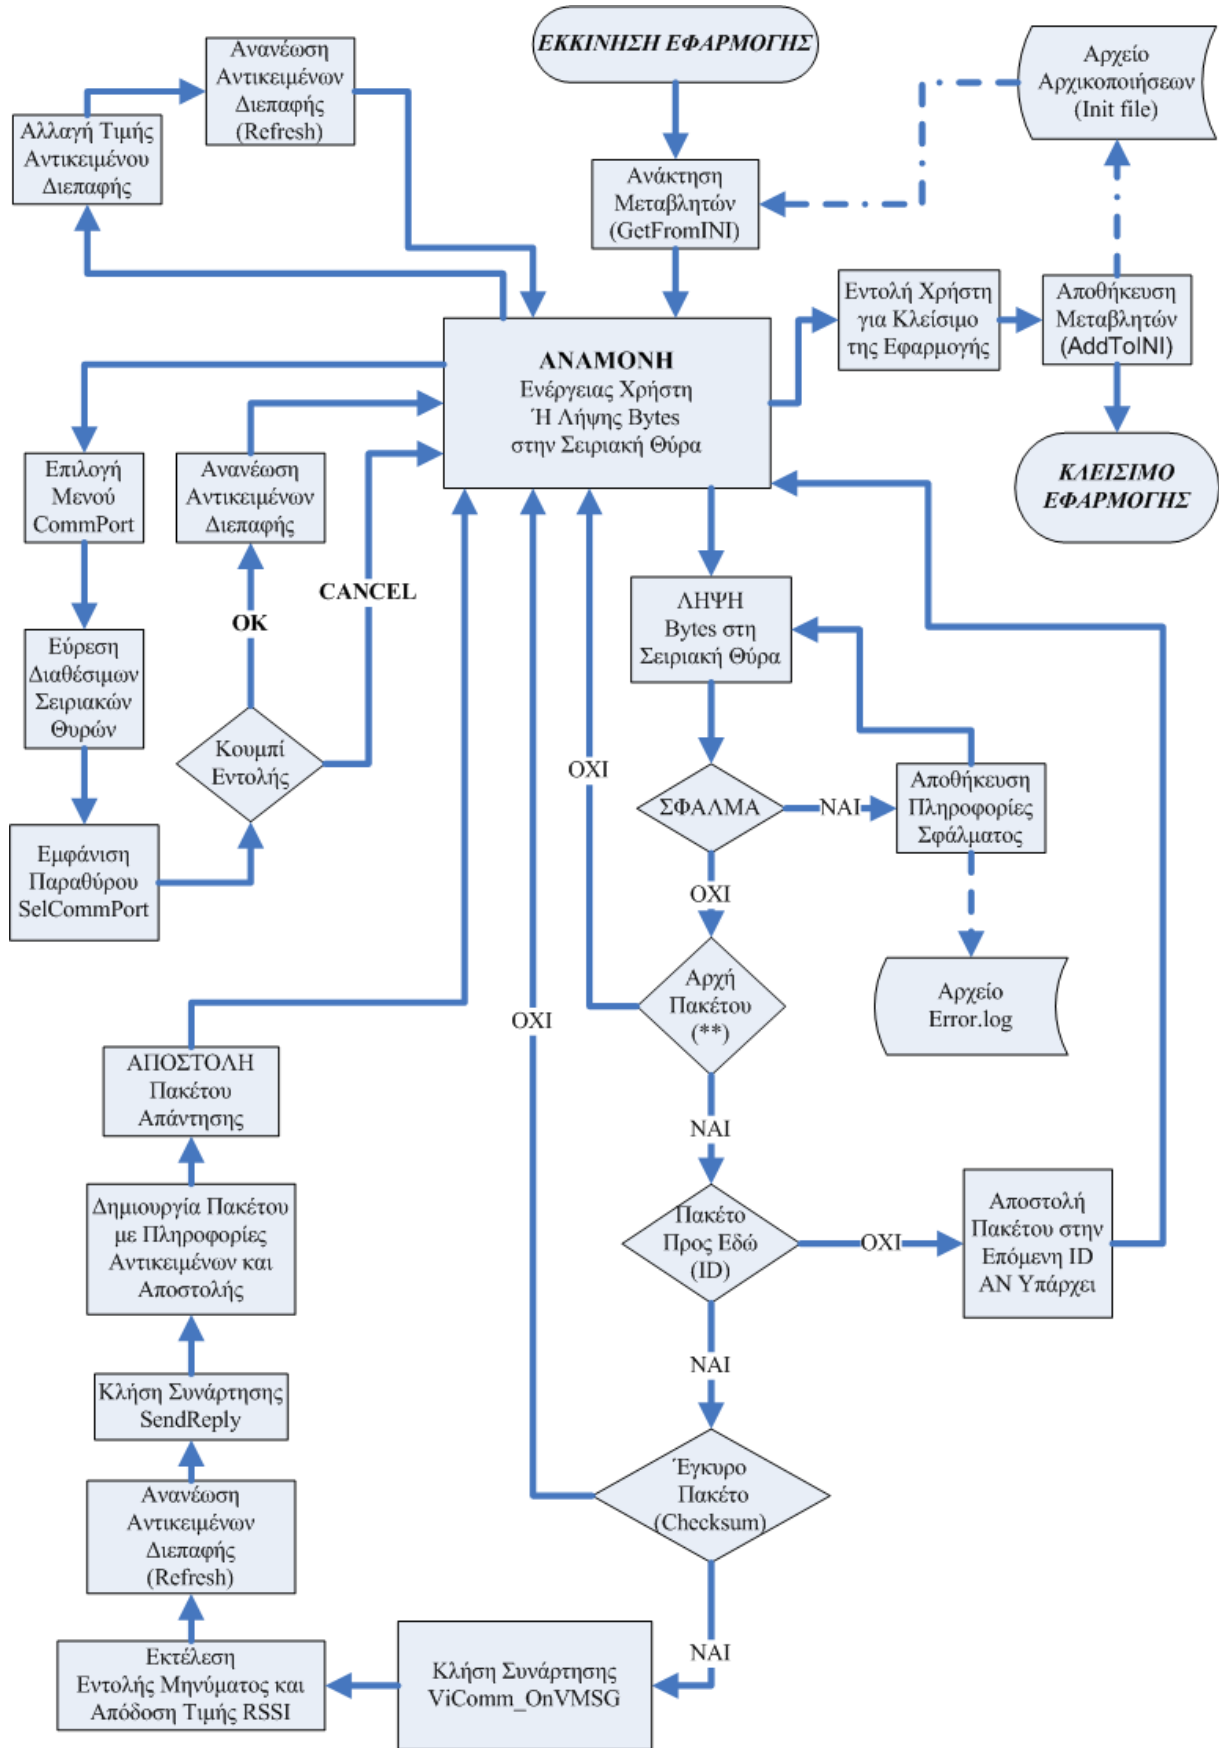 ΕΚΚΙΝΗΣΗ ΕΦΑΡΜΟΓΗΣ
Αρχείο
Αρχικοποιήσεων
(Init file)
Ανανέωση
Αντικειμένων
Διεπαφής
(Refresh)
Αλλαγή Τιμής
Αντικειμένου
Διεπαφής
Ανάκτηση
Μεταβλητών
(GetFromINI)
Εντολή Χρήστη
για Κλείσιμο
της Εφαρμογής
Αποθήκευση
Μεταβλητών
(AddToINI)
ΑΝΑΜΟΝΗ
Ενέργειας Χρήστη
Ή Λήψης Bytes
στην Σειριακή Θύρα
ΚΛΕΙΣΙΜΟ
ΕΦΑΡΜΟΓΗΣ
Επιλογή
Μενού
CommPort
Ανανέωση
Αντικειμένων
Διεπαφής
CANCEL
OK
Εύρεση
Διαθέσιμων
Σειριακών
Θυρών
Κουμπί
Εντολής
Εμφάνιση
Παραθύρου
SelCommPort
ΛΗΨΗ
Bytes στη
Σειριακή Θύρα
ΟΧΙ
ΣΦΑΛΜΑ
ΝΑΙ
Αποθήκευση
Πληροφορίες
Σφάλματος
ΟΧΙ
Αρχή
Πακέτου
(**)
Αρχείο
Error.log
ΟΧΙ
ΝΑΙ
Πακέτο
Προς Εδώ
(ID)
ΟΧΙ
Αποστολή
Πακέτου στην
Επόμενη ID
ΑΝ Υπάρχει
ΝΑΙ
Έγκυρο
Πακέτο
(Checksum)
ΝΑΙ
Κλήση Συνάρτησης
ViComm_OnVMSG
Εκτέλεση
Εντολής Μηνύματος και
Απόδοση Τιμής RSSI
Ανανέωση
Αντικειμένων
Διεπαφής
(Refresh)
Κλήση Συνάρτησης
SendReply
Δημιουργία Πακέτου
με Πληροφορίες
Αντικειμένων και
Αποστολής
ΑΠΟΣΤΟΛΗ
Πακέτου
Απάντησης